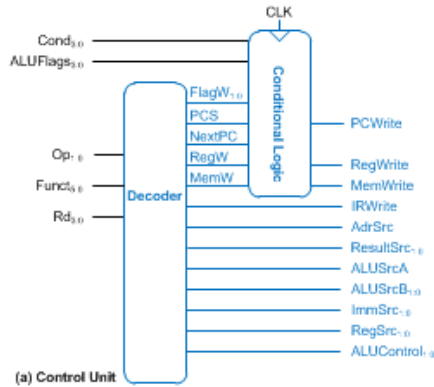 CLK
Cond3:0
ALUFlags3:0
FlagW1:0
PCS
NextPC
RegW
MemW
Conditional Logic
PCWrite
RegWrite
MemWrite
Op1:0
Funct5:0
Rd3:0
Decoder
IRWrite
AdrSrc
ResultSrc1:0
ALUSrcA
ALUSrcB1:0
ImmSrc1:0
RegSrc1:0
ALUControl1:0
(a) Control Unit